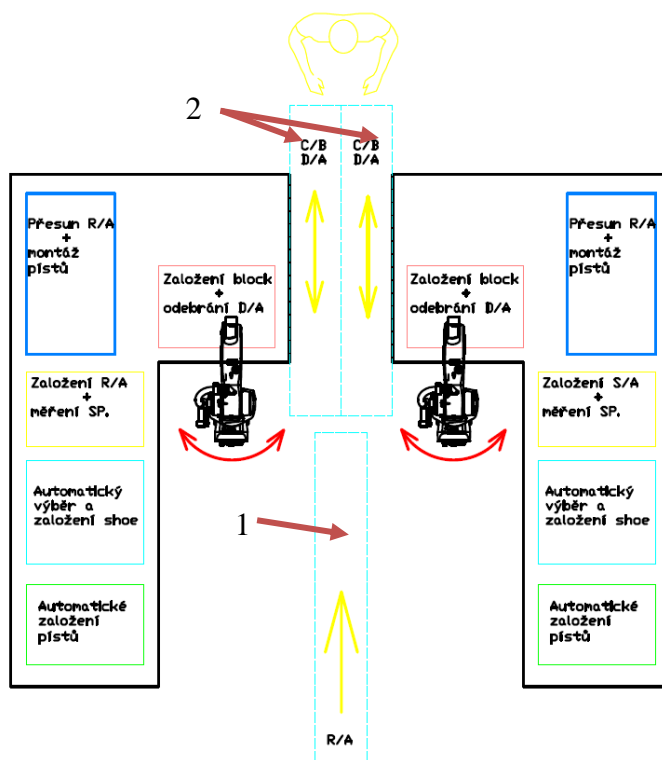 2
C/B
D/A
C/B
D/A
Přesun R/A
+
montáž
pístů
Založení block
+
odebrání D/A
Založení block
+
odebrání D/A
Přesun R/A
+
montáž
pístů
Založení R/A
+
měření SP.
Založení S/A
+
měření SP.
Automatický
výběr a
založení shoe
1
Automatický
výběr a
založení shoe
Automatické
založení
pístů
Automatické
založení
pístů
R/A